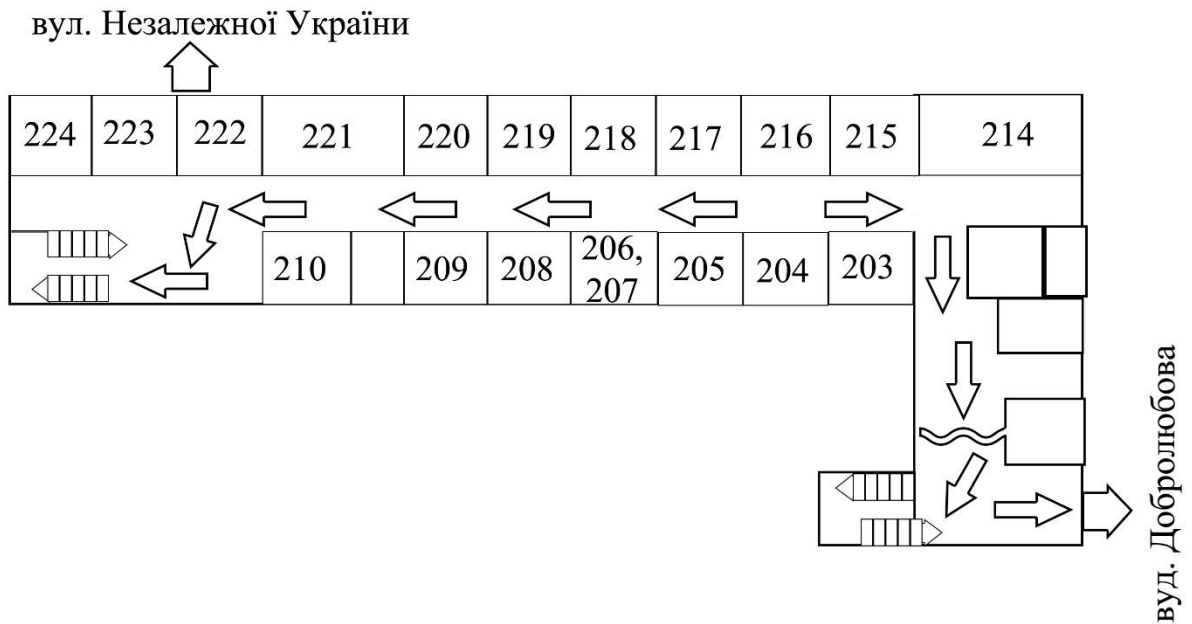 вул. Незалежної України
224 223 222 221 220 219 218 217 216 215 214
210 209 208 206, 207 205 204 203
вуд. Добролюбова